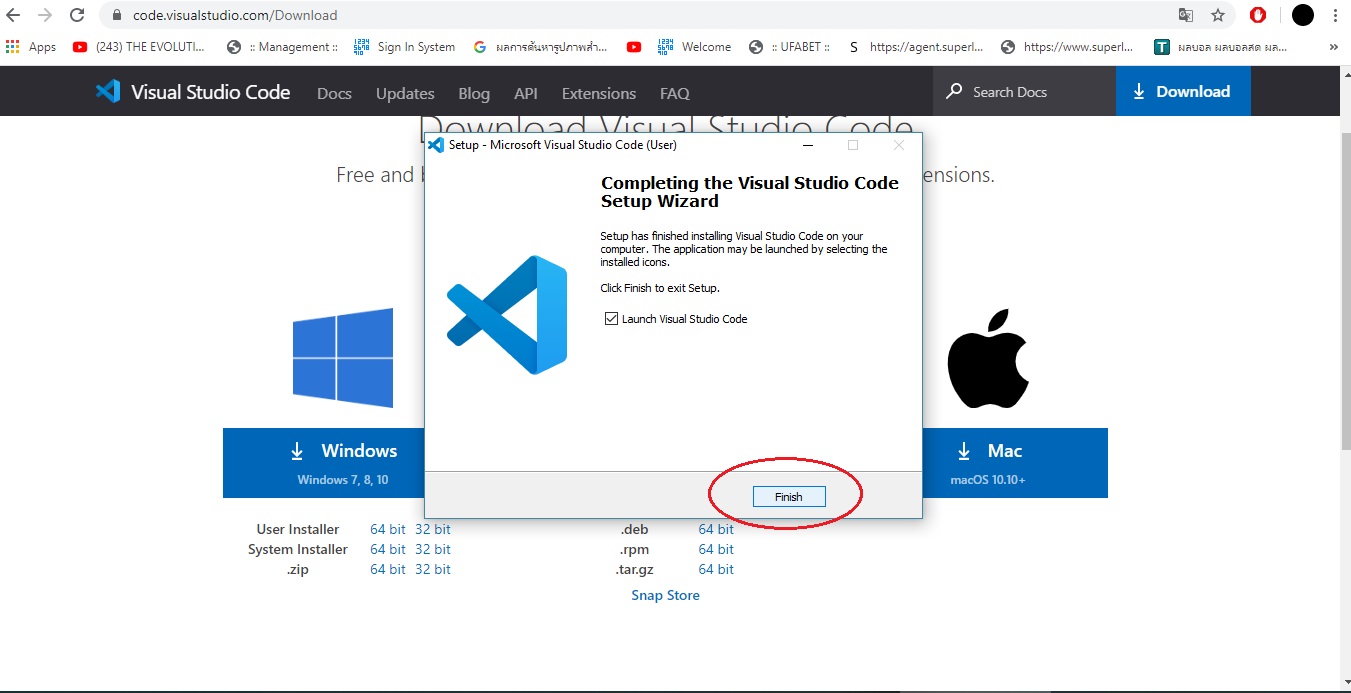 code.visualstudio.com/Download
Apps (243) THE EVOLUTI... :: Management :: Sign In System ผลการค้นหารูปภาพสำ... Welcome :: UFABET :: S https://agent.superl... https://www.superl... T ผลบอล ผลบอลสด ผล... »
Visual Studio Code Docs Updates Blog API Extensions FAQ Search Docs Download
Download Visual Studio Code
Setup - Microsoft Visual Studio Code (User)
Free and
ensions.
Completing the Visual Studio Code
Setup Wizard
Setup has finished installing Visual Studio Code on your
computer. The application may be launched by selecting the
installed icons.
Click Finish to exit Setup.
Launch Visual Studio Code
Windows
Windows 7, 8, 10
Mac
macOS 10.10+
Finish
User Installer 64 bit 32 bit .deb 64 bit
System Installer 64 bit 32 bit .rpm 64 bit
.zip 64 bit 32 bit .tar.gz 64 bit
Snap Store